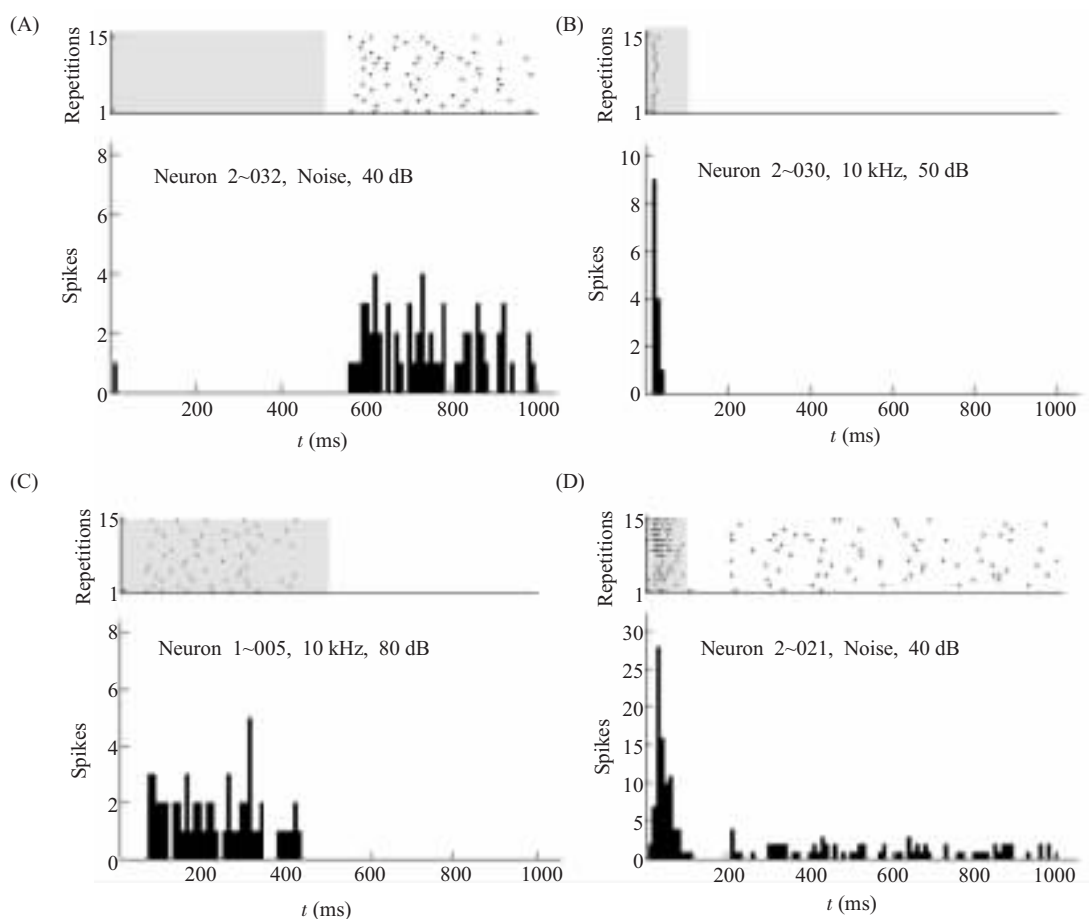 (A)
Repetitions
15
1
8
6
4
2
0
Spikes
Neuron 2~032, Noise, 40 dB
200 400 600 800 1000
t (ms)
(B)
Repetitions
15
1
10
8
6
4
2
0
Spikes
Neuron 2~030, 10 kHz, 50 dB
200 400 600 800 1000
t (ms)
(C)
Repetitions
15
1
8
6
4
2
0
Spikes
Neuron 1~005, 10 kHz, 80 dB
200 400 600 800 1000
t (ms)
(D)
Repetitions
15
1
30
25
20
15
10
5
0
Spikes
Neuron 2~021, Noise, 40 dB
200 400 600 800 1000
t (ms)